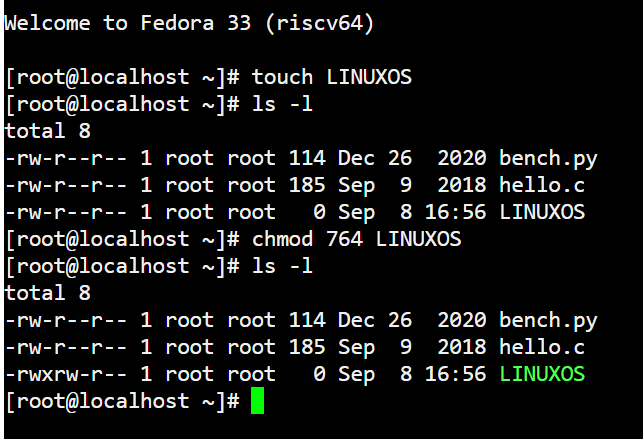 Welcome to Fedora 33 (riscv64)
[root@localhost ~]# touch LINUXOS
[root@localhost ~]# ls -l
total 8
-rw-r--r-- 1 root root 114 Dec 26  2020 bench.py
-rw-r--r-- 1 root root 185 Sep  9  2018 hello.c
-rw-r--r-- 1 root root   0 Sep  8 16:56 LINUXOS
[root@localhost ~]# chmod 764 LINUXOS
[root@localhost ~]# ls -l
total 8
-rw-r--r-- 1 root root 114 Dec 26  2020 bench.py
-rw-r--r-- 1 root root 185 Sep  9  2018 hello.c
-rwxrw-r-- 1 root root   0 Sep  8 16:56 LINUXOS
[root@localhost ~]#